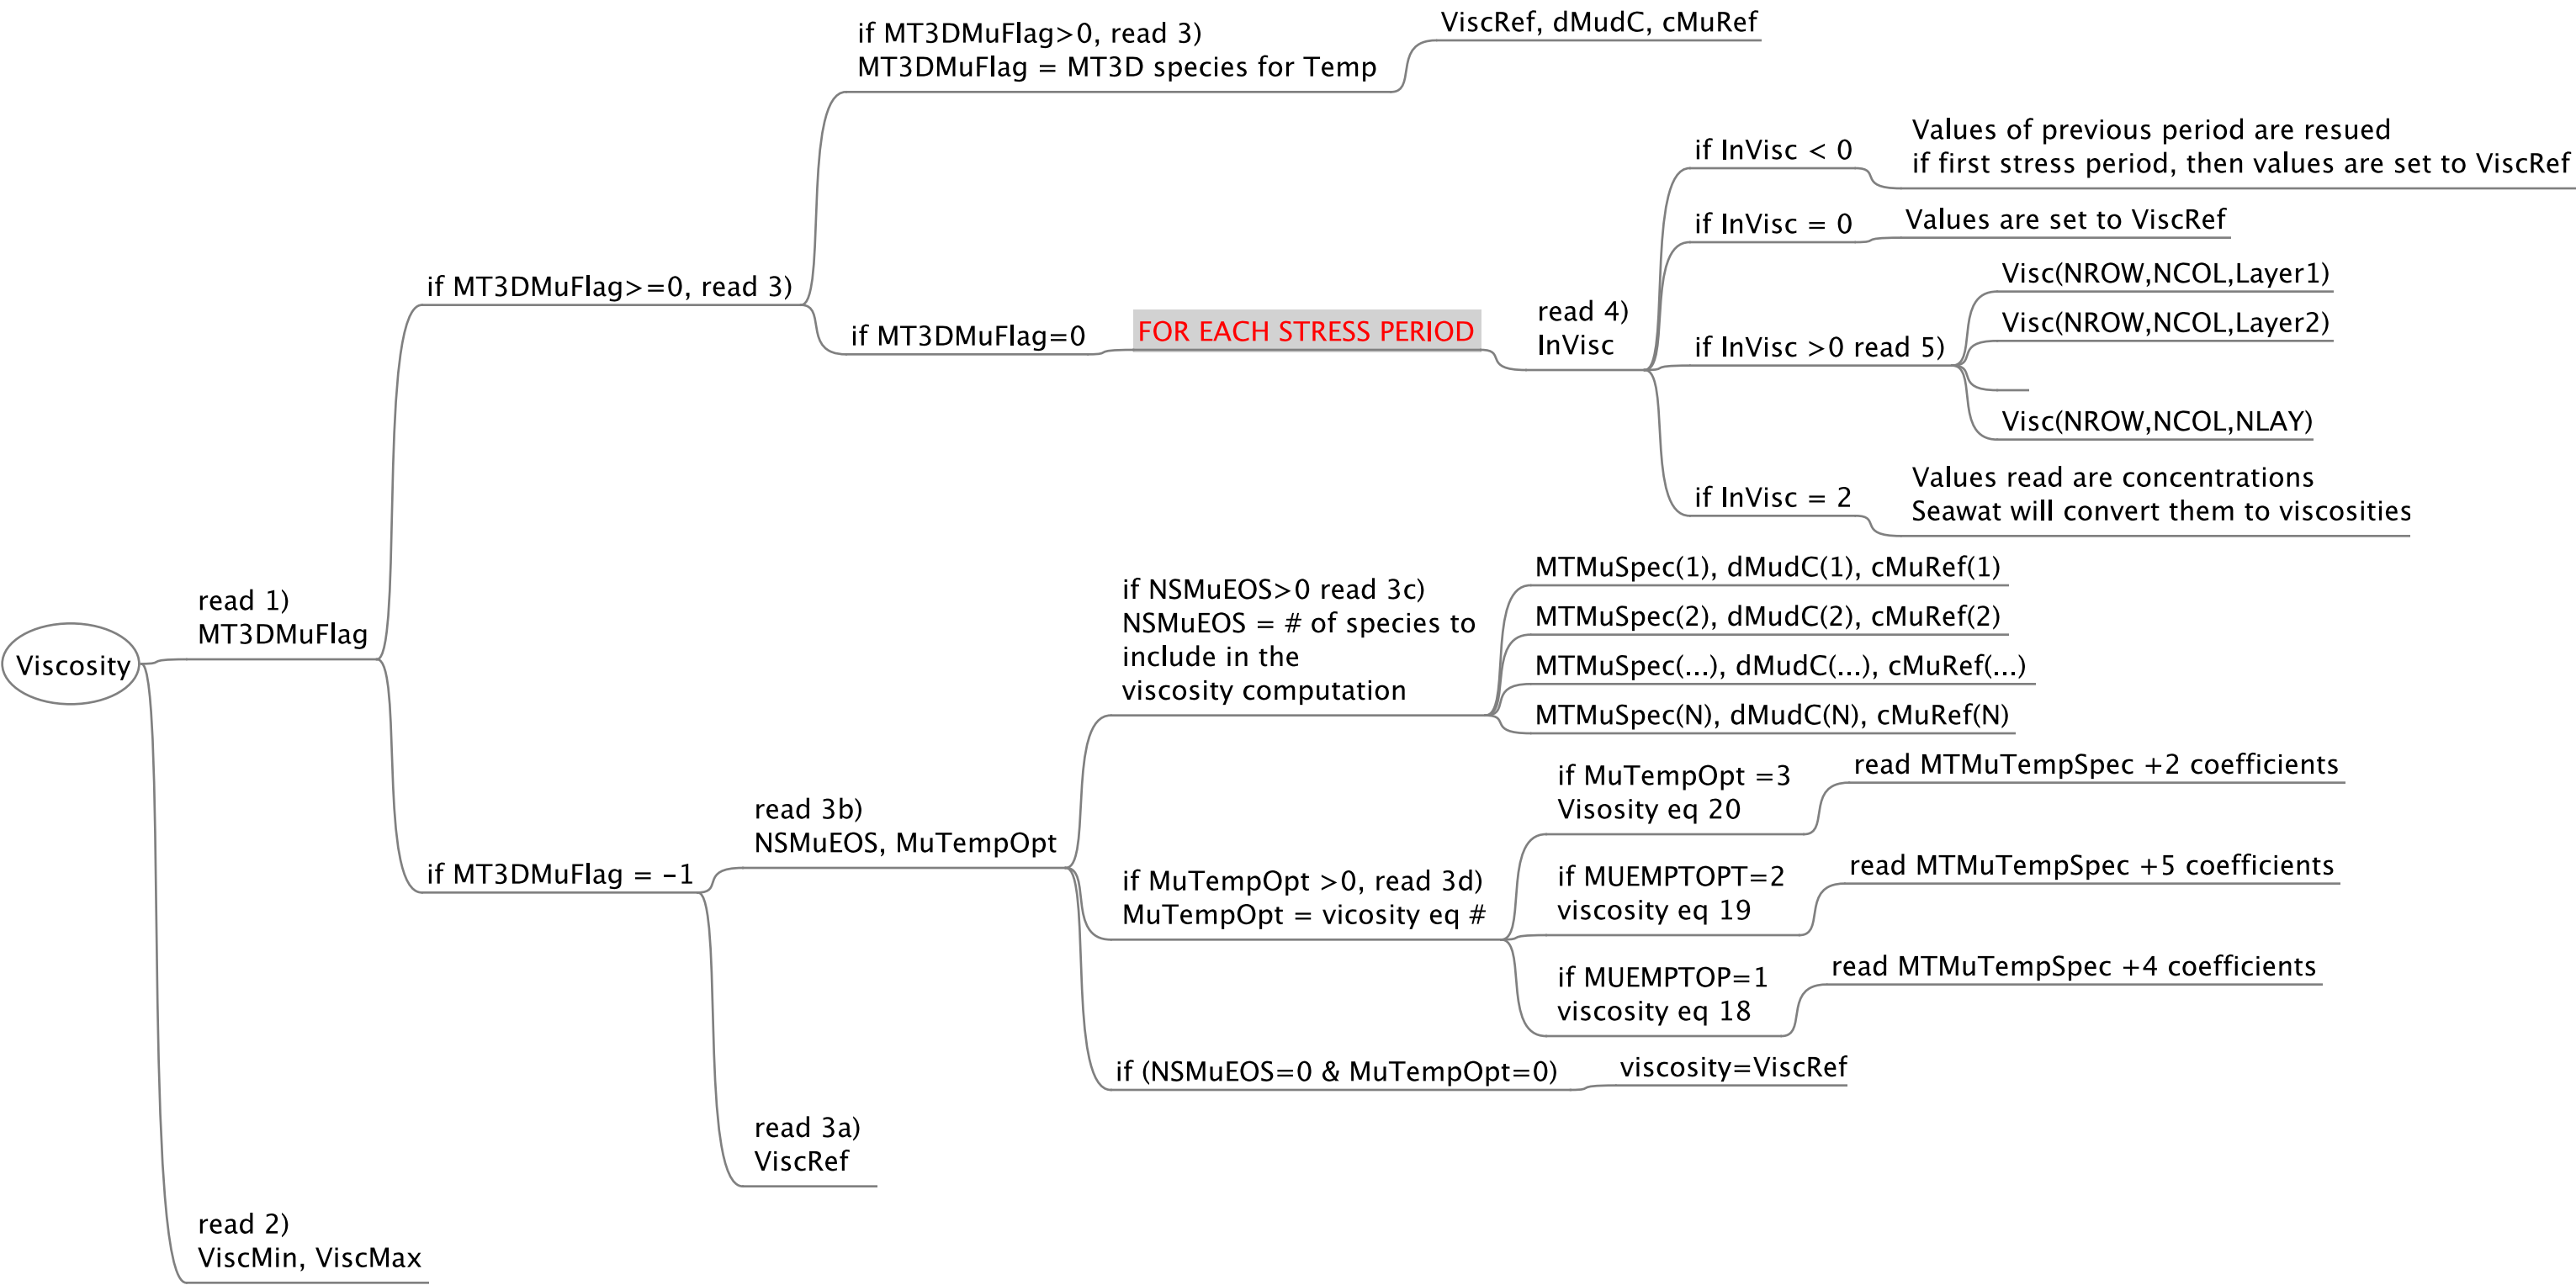 Viscosity
read 1)
MT3DMuFlag
if MT3DMuFlag>=0, read 3)
if MT3DMuFlag>0, read 3)
MT3DMuFlag = MT3D species for Temp
ViscRef, dMudC, cMuRef
if MT3DMuFlag=0
FOR EACH STRESS PERIOD
read 4)
InVisc
if InVisc < 0
Values of previous period are resued
if first stress period, then values are set to ViscRef
if InVisc = 0
Values are set to ViscRef
if InVisc >0 read 5)
Visc(NROW,NCOL,Layer1)
Visc(NROW,NCOL,Layer2)
Visc(NROW,NCOL,NLAY)
if InVisc = 2
Values read are concentrations
Seawat will convert them to viscosities
if MT3DMuFlag = -1
read 3b)
NSMuEOS, MuTempOpt
if NSMuEOS>0 read 3c)
NSMuEOS = # of species to
include in the
viscosity computation
MTMuSpec(1), dMudC(1), cMuRef(1)
MTMuSpec(2), dMudC(2), cMuRef(2)
MTMuSpec(...), dMudC(...), cMuRef(...)
MTMuSpec(N), dMudC(N), cMuRef(N)
if MuTempOpt >0, read 3d)
MuTempOpt = vicosity eq #
if MuTempOpt =3
Visosity eq 20
read MTMuTempSpec +2 coefficients
if MUEMPTOPT=2
viscosity eq 19
read MTMuTempSpec +5 coefficients
if MUEMPTOP=1
viscosity eq 18
read MTMuTempSpec +4 coefficients
if (NSMuEOS=0 & MuTempOpt=0)
viscosity=ViscRef
read 3a)
ViscRef
read 2)
ViscMin, ViscMax